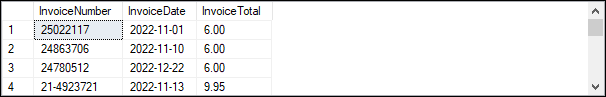 InvoiceNumber InvoiceDate InvoiceTotal
1 25022117 2022-11-01 6.00
2 24863706 2022-11-10 6.00
3 24780512 2022-12-22 6.00
4 21-4923721 2022-11-13 9.95